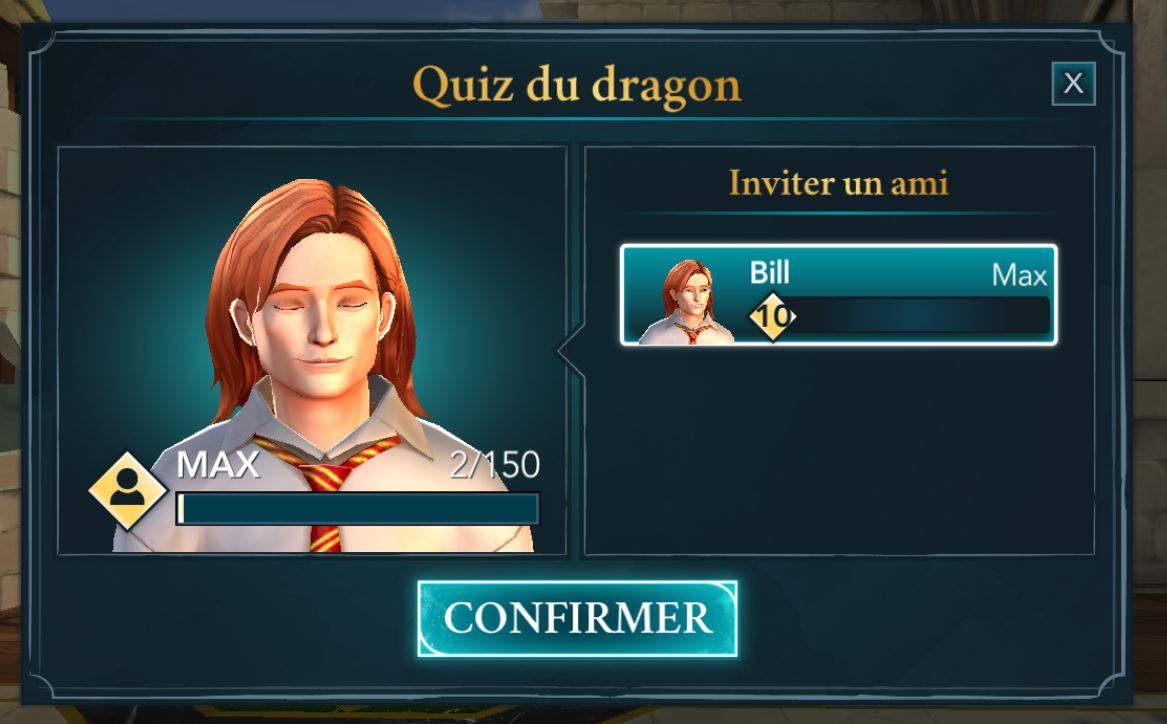 Quiz du dragon
X
Inviter un ami
Bill
Max
10
MAX
2/150
CONFIRMER